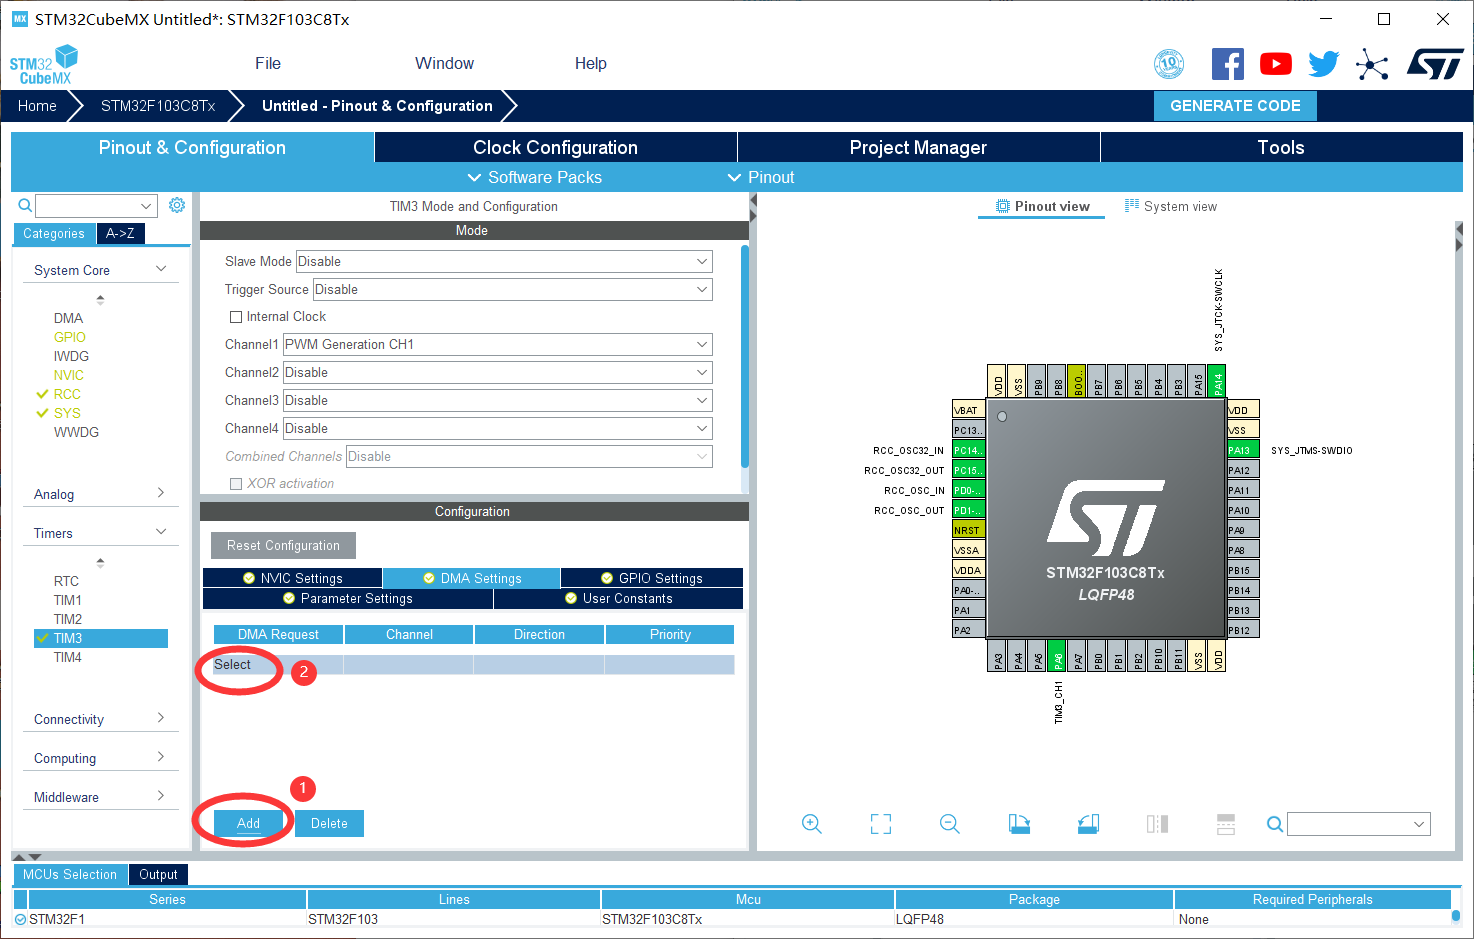 MX STM32CubeMX Untitled*: STM32F103C8Tx
STM32 CubeMX
File Window Help
10
Home STM32F103C8Tx Untitled - Pinout & Configuration GENERATE CODE
Pinout & Configuration Clock Configuration Project Manager Tools
Software Packs Pinout
TIM3 Mode and Configuration
Pinout view System view
Categories A->Z
Mode
System Core
DMA
GPIO
IWDG
NVIC
RCC
SYS
WWDG
Analog
Timers
RTC
TIM1
TIM2
TIM3
TIM4
Connectivity
Computing
Middleware
Slave Mode Disable
Trigger Source Disable
Internal Clock
Channel1 PWM Generation CH1
Channel2 Disable
Channel3 Disable
Channel4 Disable
Combined Channels Disable
XOR activation
Configuration
Reset Configuration
NVIC Settings DMA Settings GPIO Settings
Parameter Settings User Constants
DMA Request Channel Direction Priority
Select
2
1
Add Delete
SYS_JTCK-SWCLK
VDD VSS PB9 PB8 BOO.. PB7 PB6 PB5 PB4 PB3 PA15 PA14
VBAT
PC13..
RCC_OSC32_IN PC14..
RCC_OSC32_OUT PC15..
RCC_OSC_IN PD0-..
RCC_OSC_OUT PD1-..
NRST
VSSA
VDDA
PA0-..
PA1
PA2
VDD
VSS
PA13 SYS_JTMS-SWDIO
PA12
PA11
PA10
PA9
PA8
PB15
PB14
PB13
PB12
ST
STM32F103C8Tx
LQFP48
PA3 PA4 PA5 PA6 PA7 PB0 PB1 PB2 PB10 PB11 VSS VDD
TIM3_CH1
MCUs Selection Output
Series Lines Mcu Package Required Peripherals
STM32F1 STM32F103 STM32F103C8Tx LQFP48 None